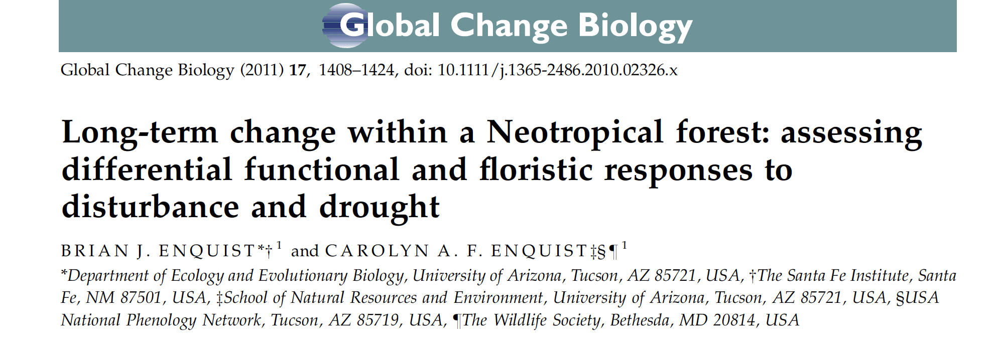 Global Change Biology
Global Change Biology (2011) 17, 1408–1424, doi: 10.1111/j.1365-2486.2010.02326.x
Long-term change within a Neotropical forest: assessing
differential functional and floristic responses to
disturbance and drought
BRIAN J. ENQUIST*†1 and CAROLYN A. F. ENQUIST‡§¶1
*Department of Ecology and Evolutionary Biology, University of Arizona, Tucson, AZ 85721, USA, †The Santa Fe Institute, Santa
Fe, NM 87501, USA, ‡School of Natural Resources and Environment, University of Arizona, Tucson, AZ 85721, USA, §USA
National Phenology Network, Tucson, AZ 85719, USA, ¶The Wildlife Society, Bethesda, MD 20814, USA